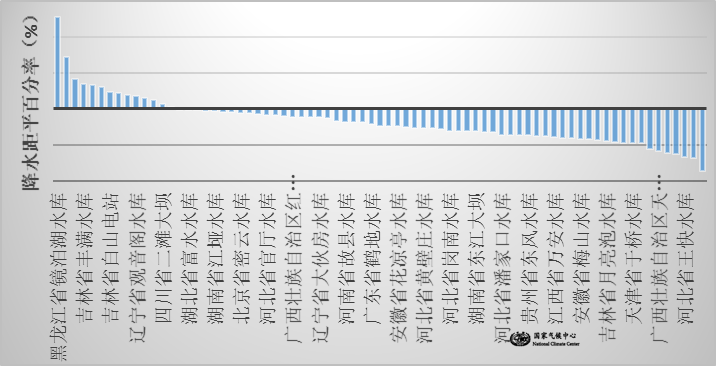 降水距平百分率（%）
黑龙江省镜泊湖水库
吉林省丰满水库
吉林省白山电站
辽宁省观音阁水库
四川省二滩大坝
湖北省富水水库
湖南省江垭水库
北京市密云水库
河北省官厅水库
广西壮族自治区红…
辽宁省大伙房水库
河南省故县水库
广东省鹤地水库
安徽省花凉亭水库
河北省黄壁庄水库
河北省岗南水库
湖南省东江大坝
河北省潘家口水库
贵州省东风水库
江西省万安水库
安徽省梅山水库
吉林省月亮泡水库
天津市于桥水库
广西壮族自治区天…
河北省王快水库
国家气候中心
National Climate Center